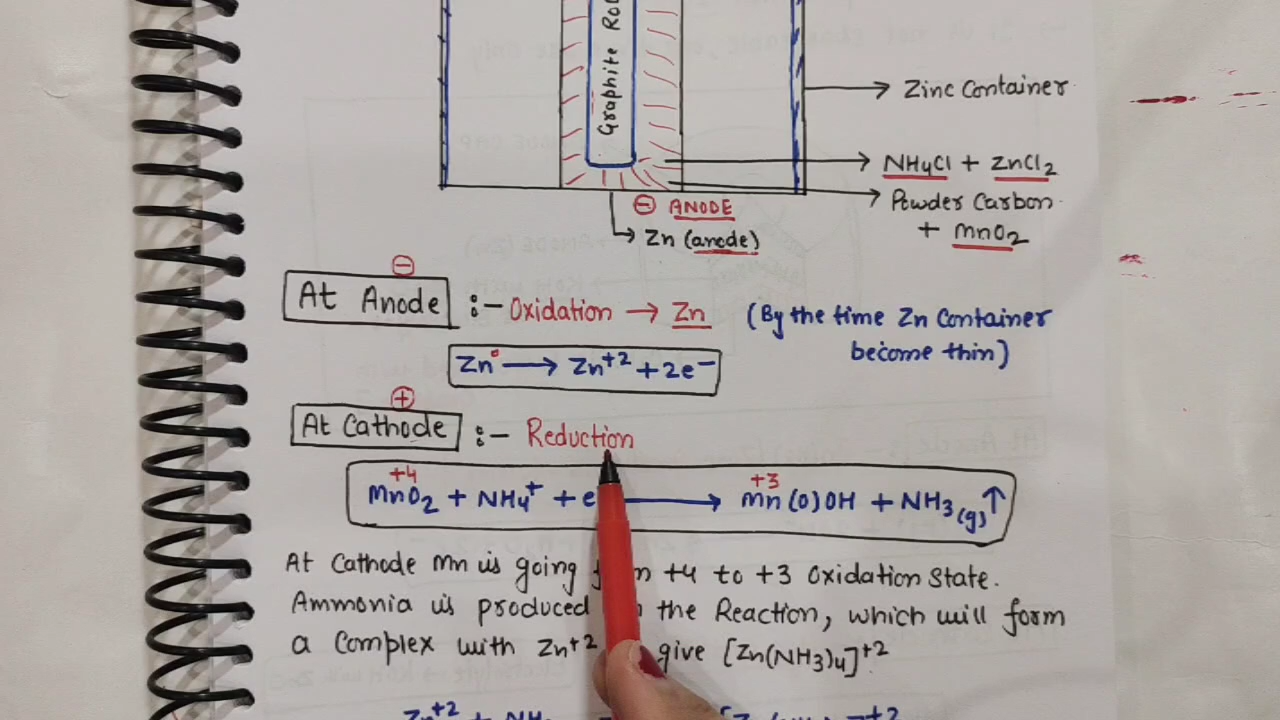 Graphite Rod
Zinc Container
NH4Cl + ZnCl2
Powder Carbon
+ MnO2
⊖ ANODE
Zn (anode)
⊖
At Anode :- Oxidation → Zn (By the time Zn Container
become thin)
Zn° → Zn+2 + 2e-
⊕
At Cathode :- Reduction
+4 +3
MnO2 + NH4+ + e → Mn(O)OH + NH3(g)↑
At Cathode Mn is going +4 to +3 Oxidation State.
Ammonia is produced the Reaction, which will form
a Complex with Zn+2 give [Zn(NH3)4]+2
Zn+2 +